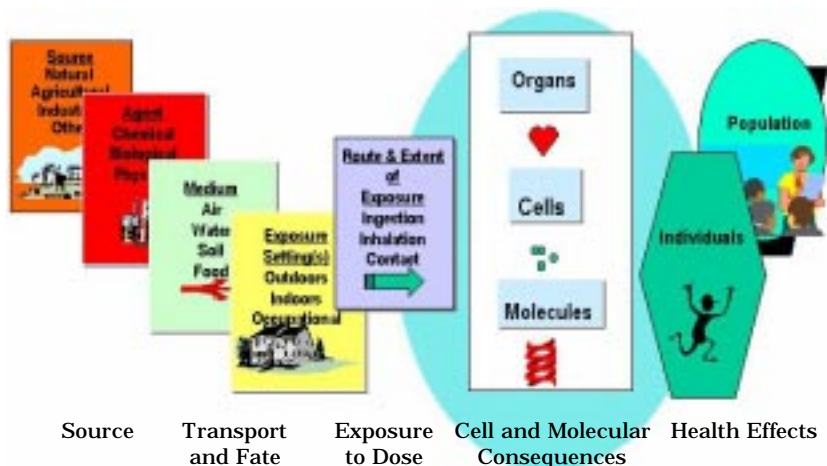 Source
Natural
Agricultural
Agent
Chemical
Biological
Medium
Air
Water
Soil
Food
Exposure
Setting(s)
Outdoors
Indoors
Occupational
Route & Extent
of
Exposure
Ingestion
Inhalation
Contact
Organs
Cells
Molecules
Population
Individuals
Source
Transport
and Fate
Exposure
to Dose
Cell and Molecular
Consequences
Health Effects